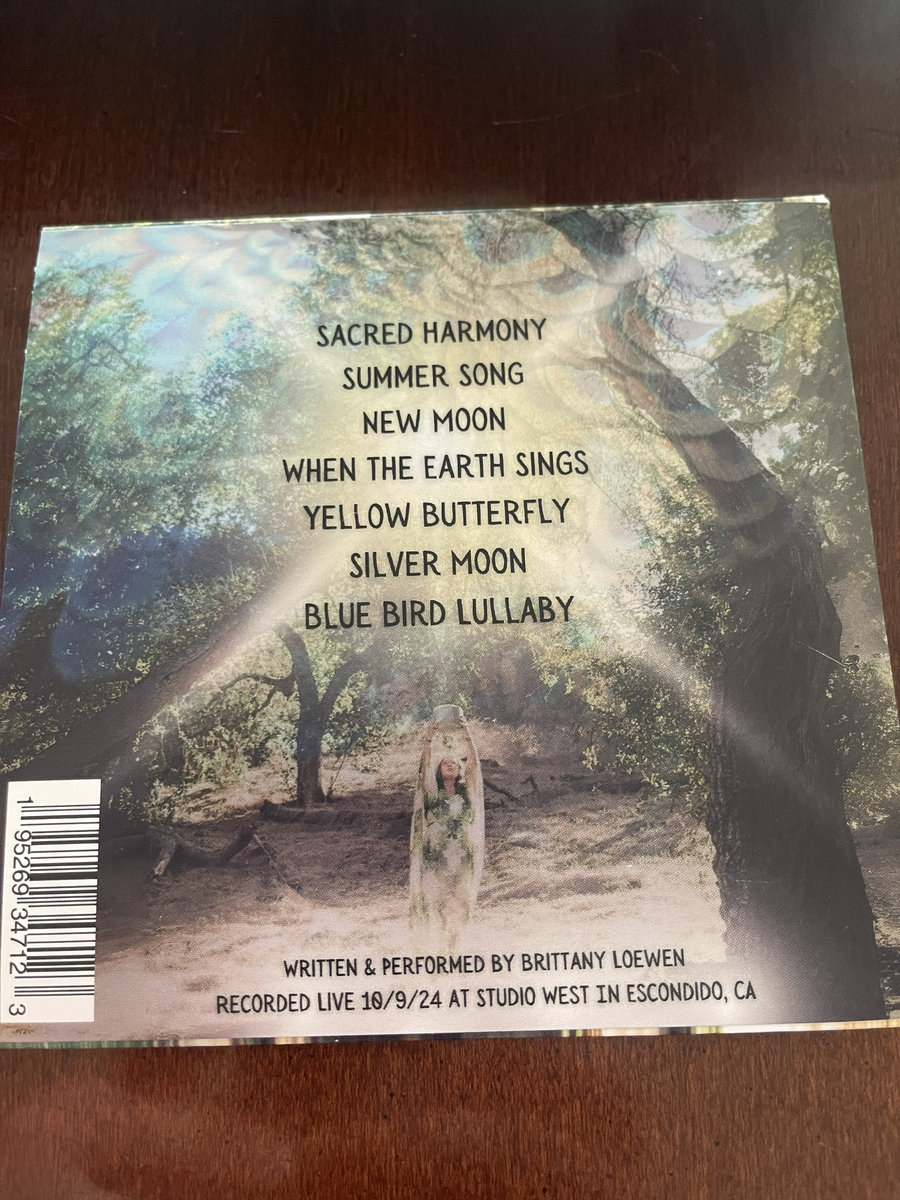 SACRED HARMONY
SUMMER SONG
NEW MOON
WHEN THE EARTH SINGS
YELLOW BUTTERFLY
SILVER MOON
BLUE BIRD LULLABY
WRITTEN & PERFORMED BY BRITTANY LOEWEN
RECORDED LIVE 10/9/24 AT STUDIO WEST IN ESCONDIDO, CA
1 95269 34712 3